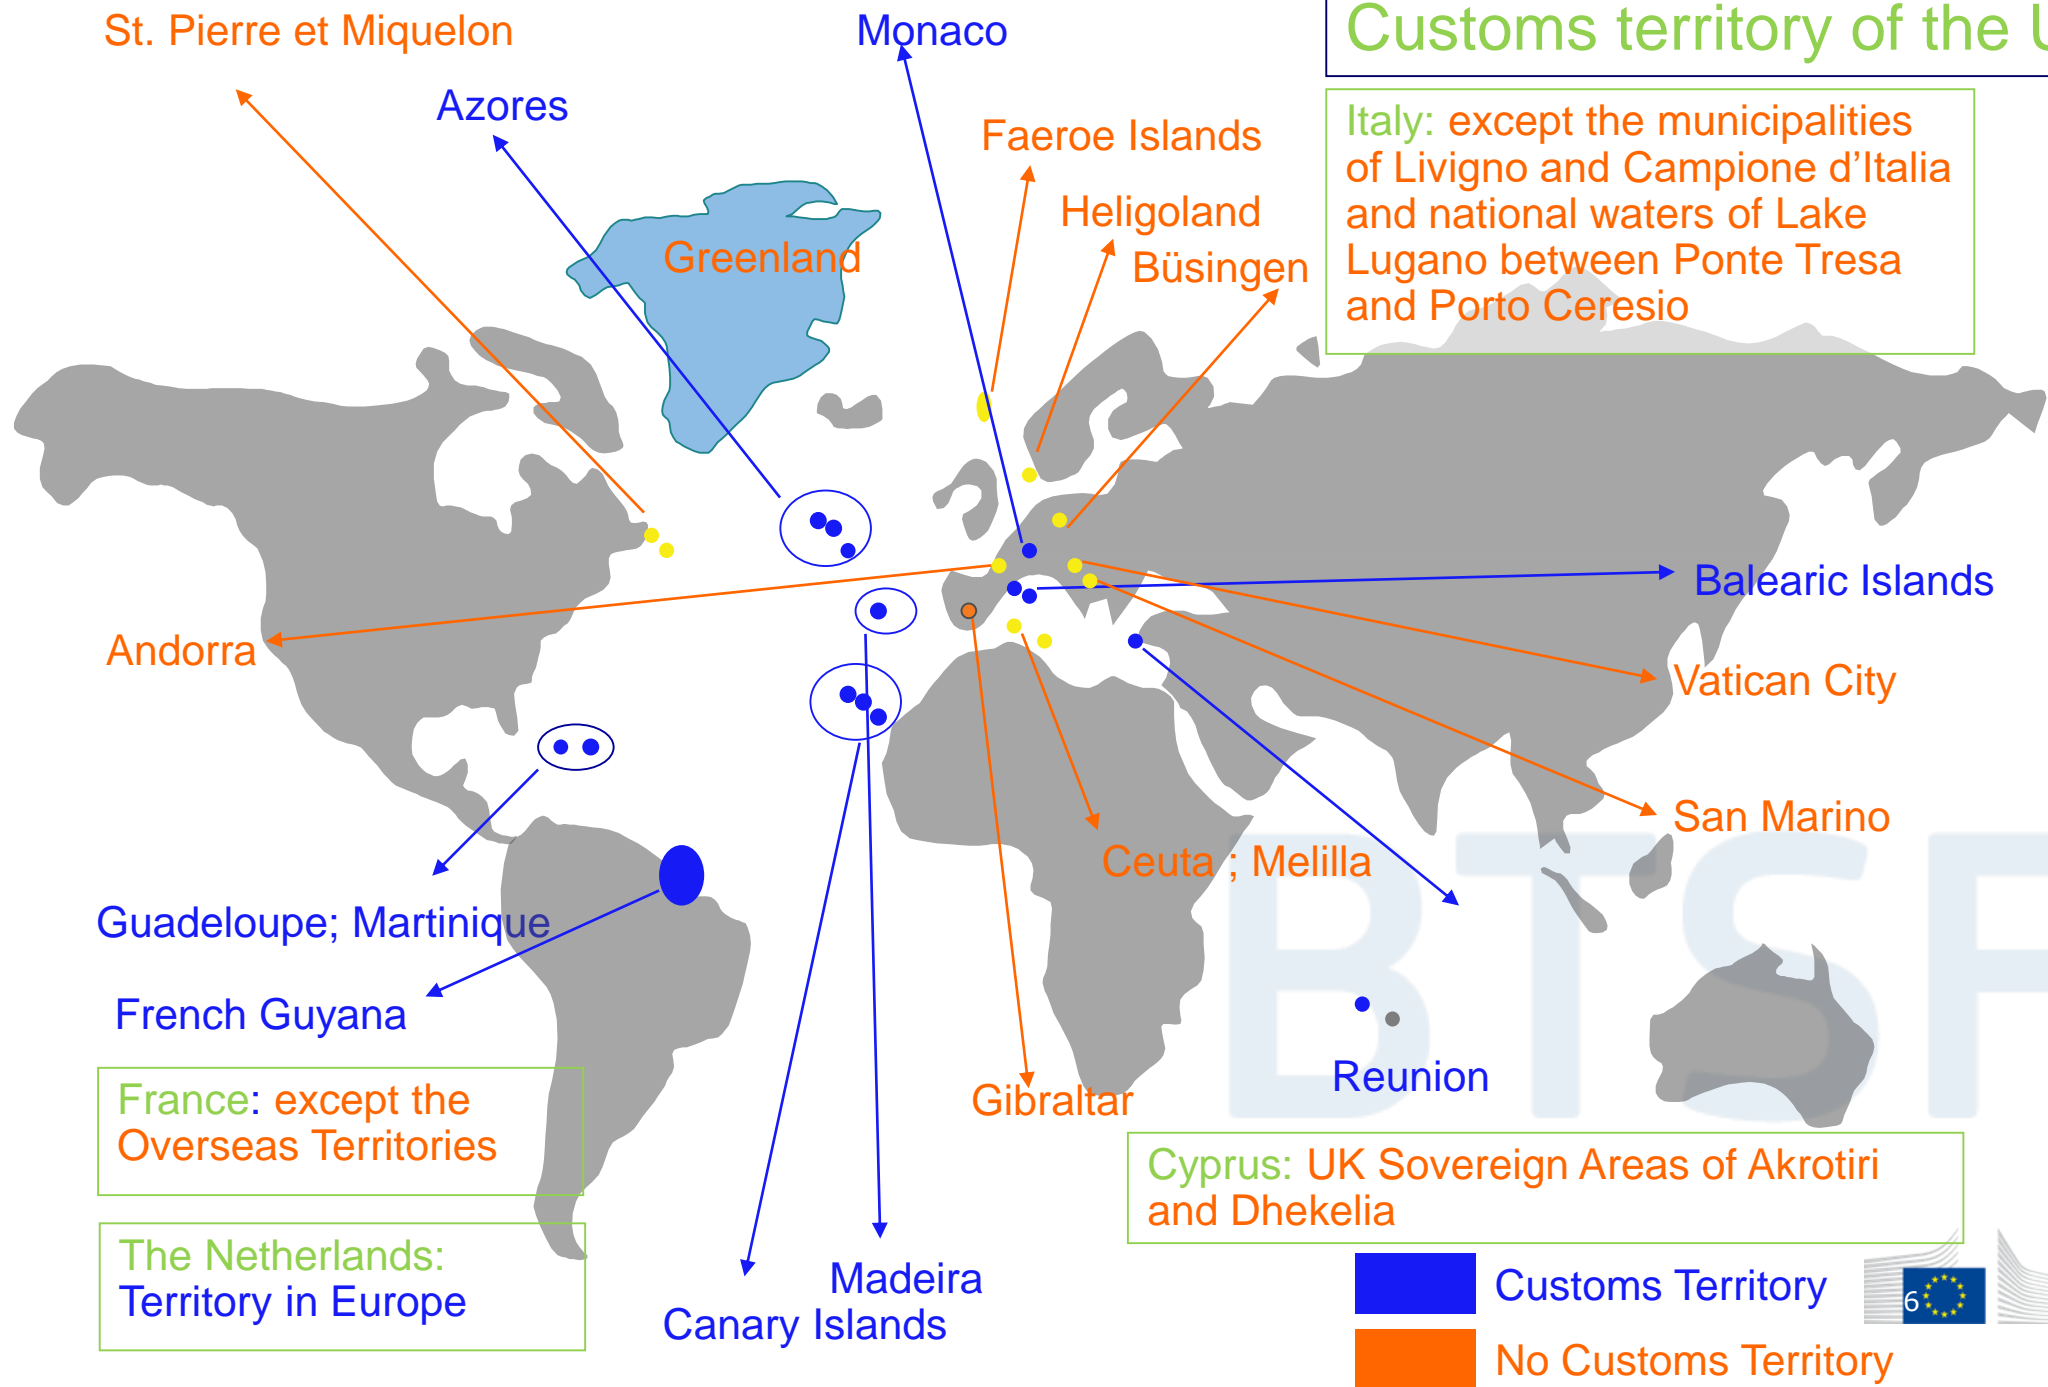 St. Pierre et Miquelon
Monaco
Customs territory of the
Azores
Faeroe Islands
Heligoland
Büsingen
Greenland
Italy: except the municipalities
of Livigno and Campione d’Italia
and national waters of Lake
Lugano between Ponte Tresa
and Porto Ceresio
Balearic Islands
Andorra
Vatican City
San Marino
Ceuta ; Melilla
Guadeloupe; Martinique
French Guyana
Reunion
Gibraltar
BTSF
France: except the
Overseas Territories
Cyprus: UK Sovereign Areas of Akrotiri
and Dhekelia
The Netherlands:
Territory in Europe
Madeira
Canary Islands
Customs Territory
6
No Customs Territory